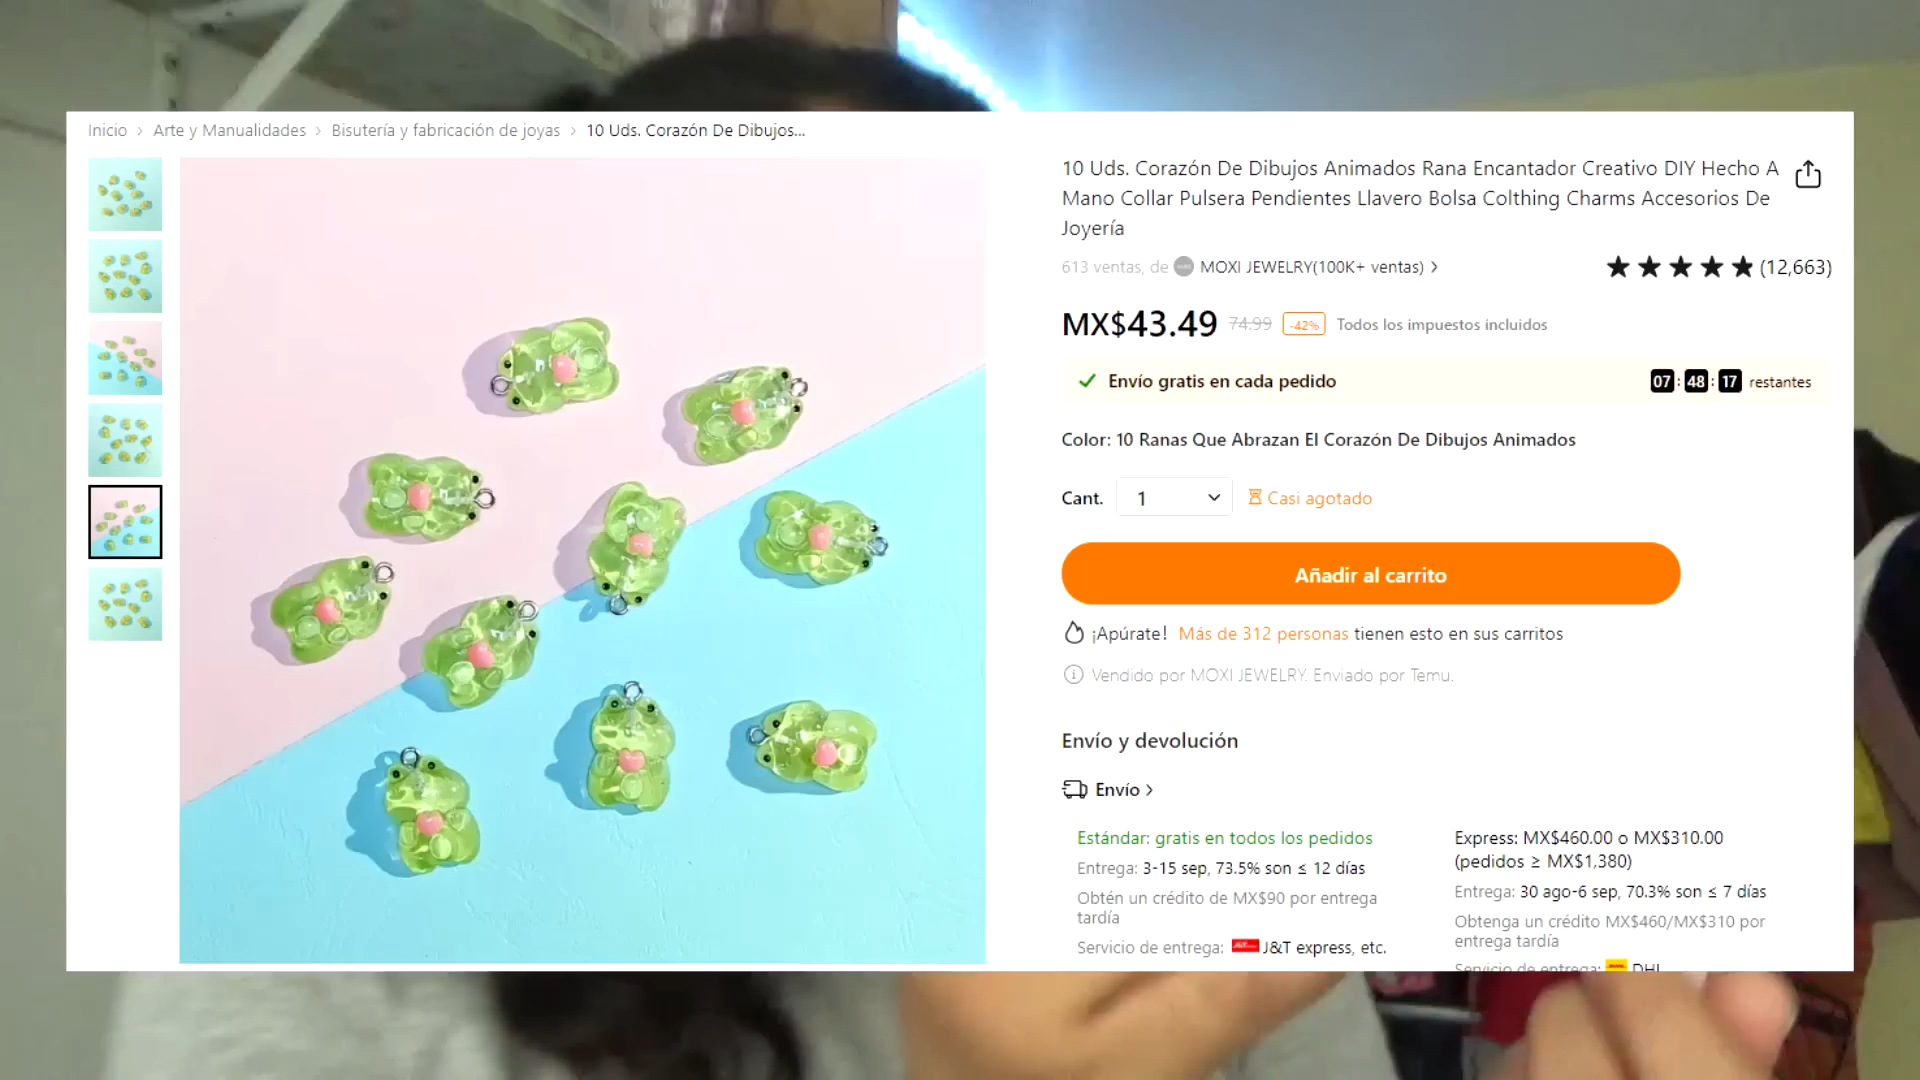 Inicio > Arte y Manualidades > Bisutería y fabricación de joyas > 10 Uds. Corazón De Dibujos...
10 Uds. Corazón De Dibujos Animados Rana Encantador Creativo DIY Hecho A
Mano Collar Pulsera Pendientes Llavero Bolsa Colthing Charms Accesorios De
Joyería
613 ventas, de MOXI JEWELRY(100K+ ventas) > (12,663)
MX$43.49 74.99 -42% Todos los impuestos incluidos
Envío gratis en cada pedido 07:48:17 restantes
Color: 10 Ranas Que Abrazan El Corazón De Dibujos Animados
Cant. 1 Casi agotado
Añadir al carrito
¡Apúrate! Más de 312 personas tienen esto en sus carritos
Vendido por MOXI JEWELRY. Enviado por Temu.
Envío y devolución
Envío >
Estándar: gratis en todos los pedidos
Entrega: 3-15 sep, 73.5% son ≤ 12 días
Obtén un crédito de MX$90 por entrega
tardía
Servicio de entrega: J&T express, etc.
Express: MX$460.00 o MX$310.00
(pedidos ≥ MX$1,380)
Entrega: 30 ago-6 sep, 70.3% son ≤ 7 días
Obtenga un crédito MX$460/MX$310 por
entrega tardía
Servicio de entrega: DHL